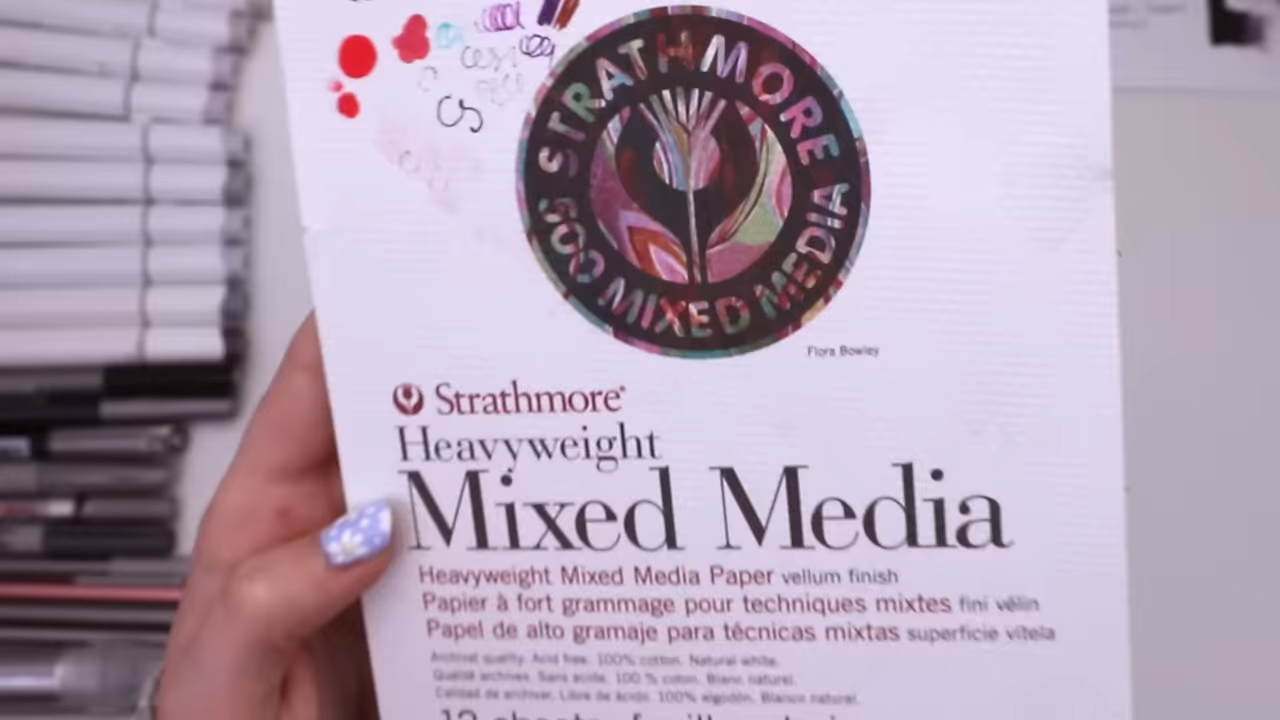 STRATHMORE
500 MIXED MEDIA
Flora Bowley
Strathmore®
Heavyweight
Mixed Media
Heavyweight Mixed Media Paper vellum finish
Papier à fort grammage pour techniques mixtes fini vélin
Papel de alto gramaje para técnicas mixtas superficie vitela
Archival quality. Acid free. 100% cotton. Natural white.
Qualité archives. Sans acide. 100 % coton. Blanc naturel.
Calidad de archivar. Libre de ácido. 100% algodón. Blanco natural.
12 sheets